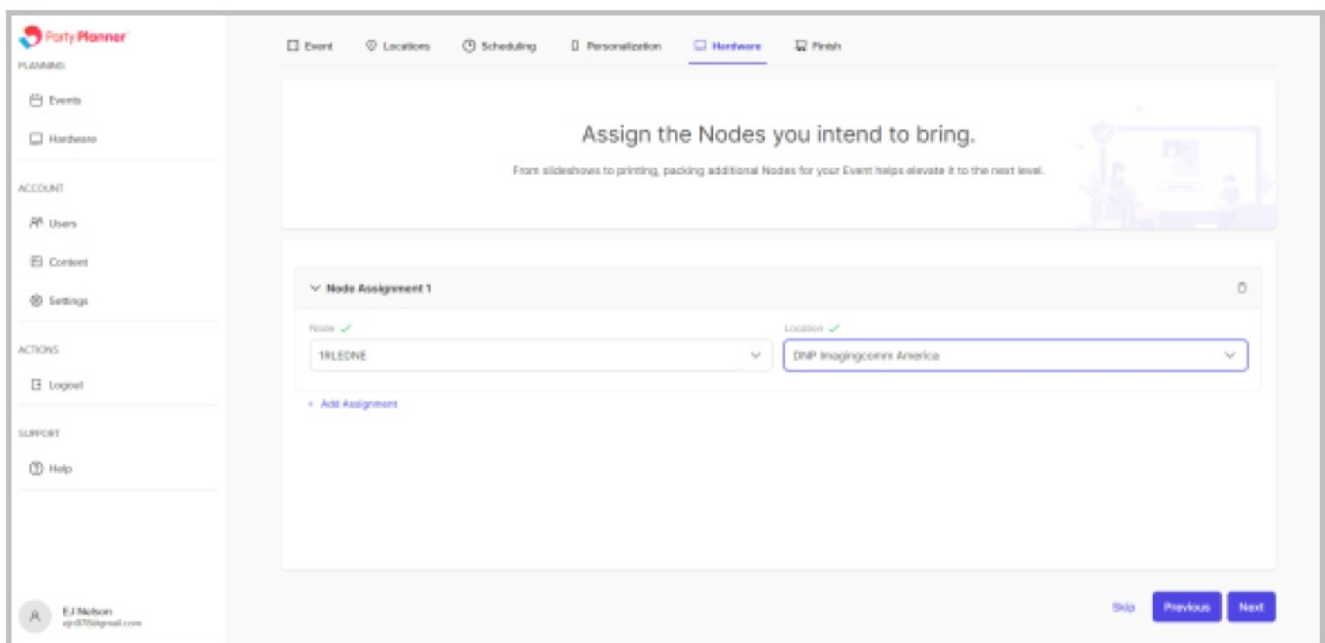 Party Planner
PLANNING
Events
Hardware
ACCOUNT
Users
Content
Settings
ACTIONS
Logout
SUPPORT
Help
EJ Nelson
Event Locations Scheduling Personalization Hardware Finish
Assign the Nodes you intend to bring.
From slideshows to printing, packing additional Nodes for your Event helps elevate it to the next level.
Node Assignment 1
Node Location
1RLEDNE DNP Imagingcomm America
+ Add Assignment
Skip Previous Next